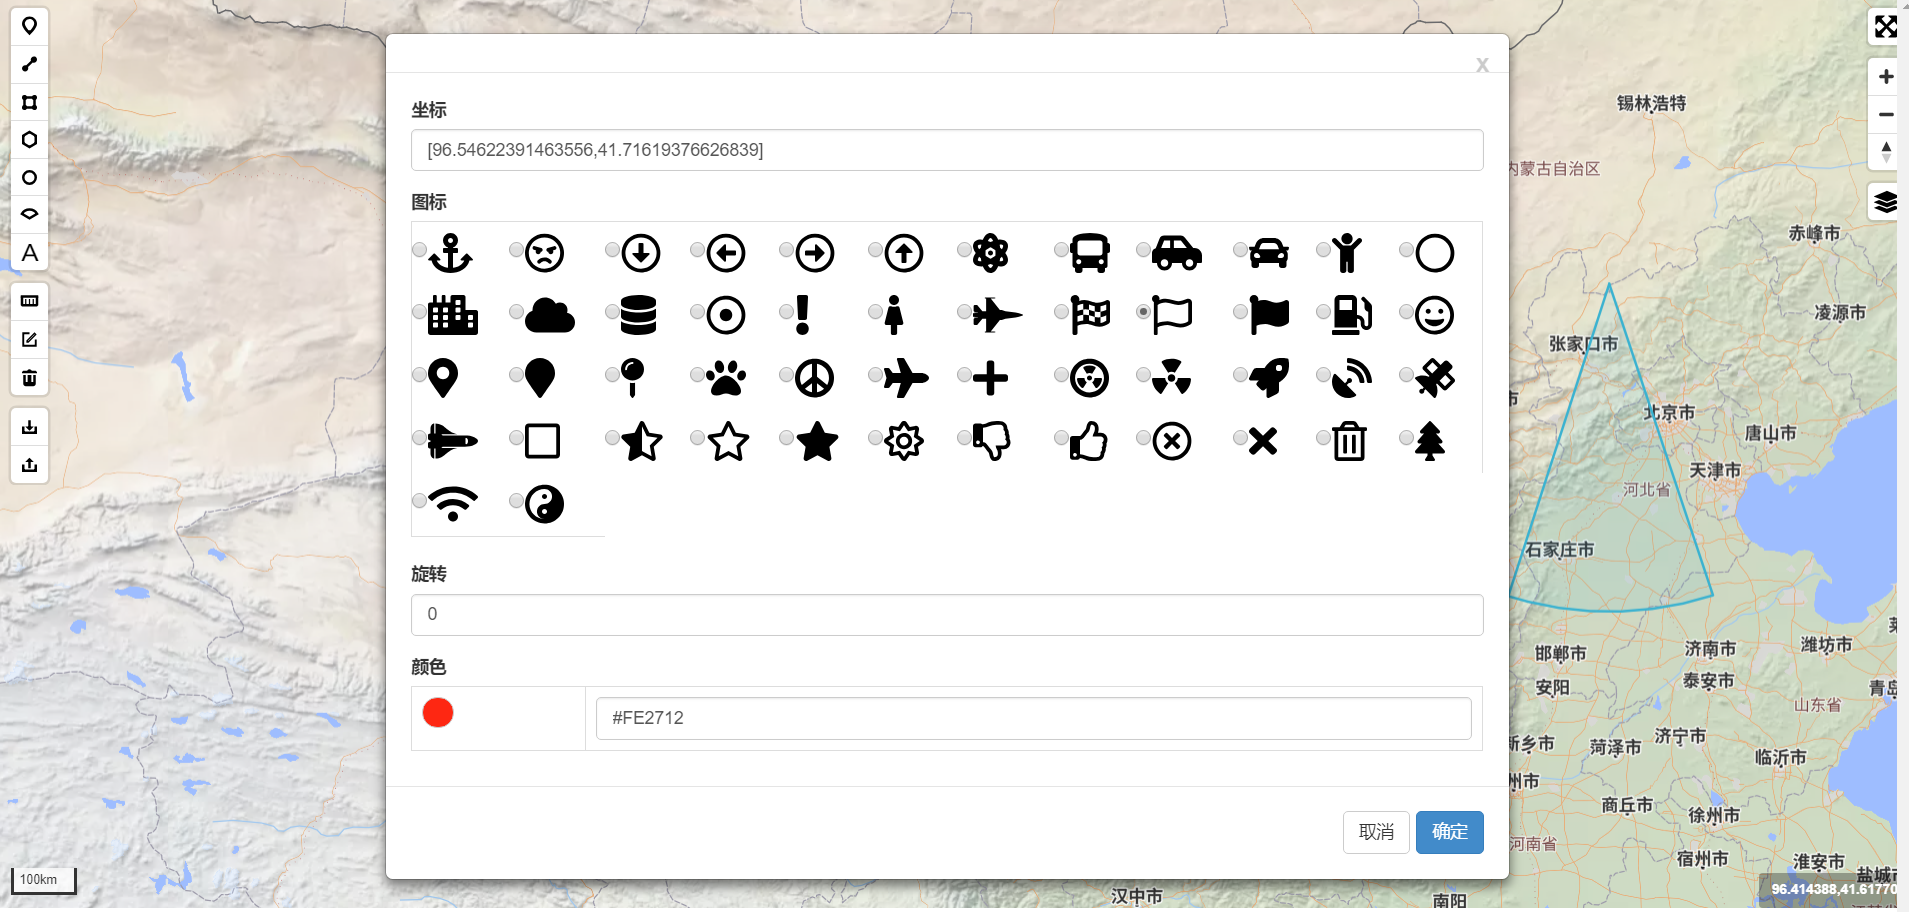 x
坐标
[96.54622391463556,41.71619376626839]
图标
旋转
0
颜色
#FE2712
取消
确定
A
100km
锡林浩特
内蒙古自治区
赤峰市
凌源市
张家口市
北京市
唐山市
天津市
河北省
石家庄市
邯郸市
济南市
潍坊市
安阳
泰安市
青岛
山东省
新乡市
菏泽市
济宁市
临沂市
州市
商丘市
徐州市
河南省
宿州市
淮安市
盐城市
汉中市
南阳
96.414388,41.61770